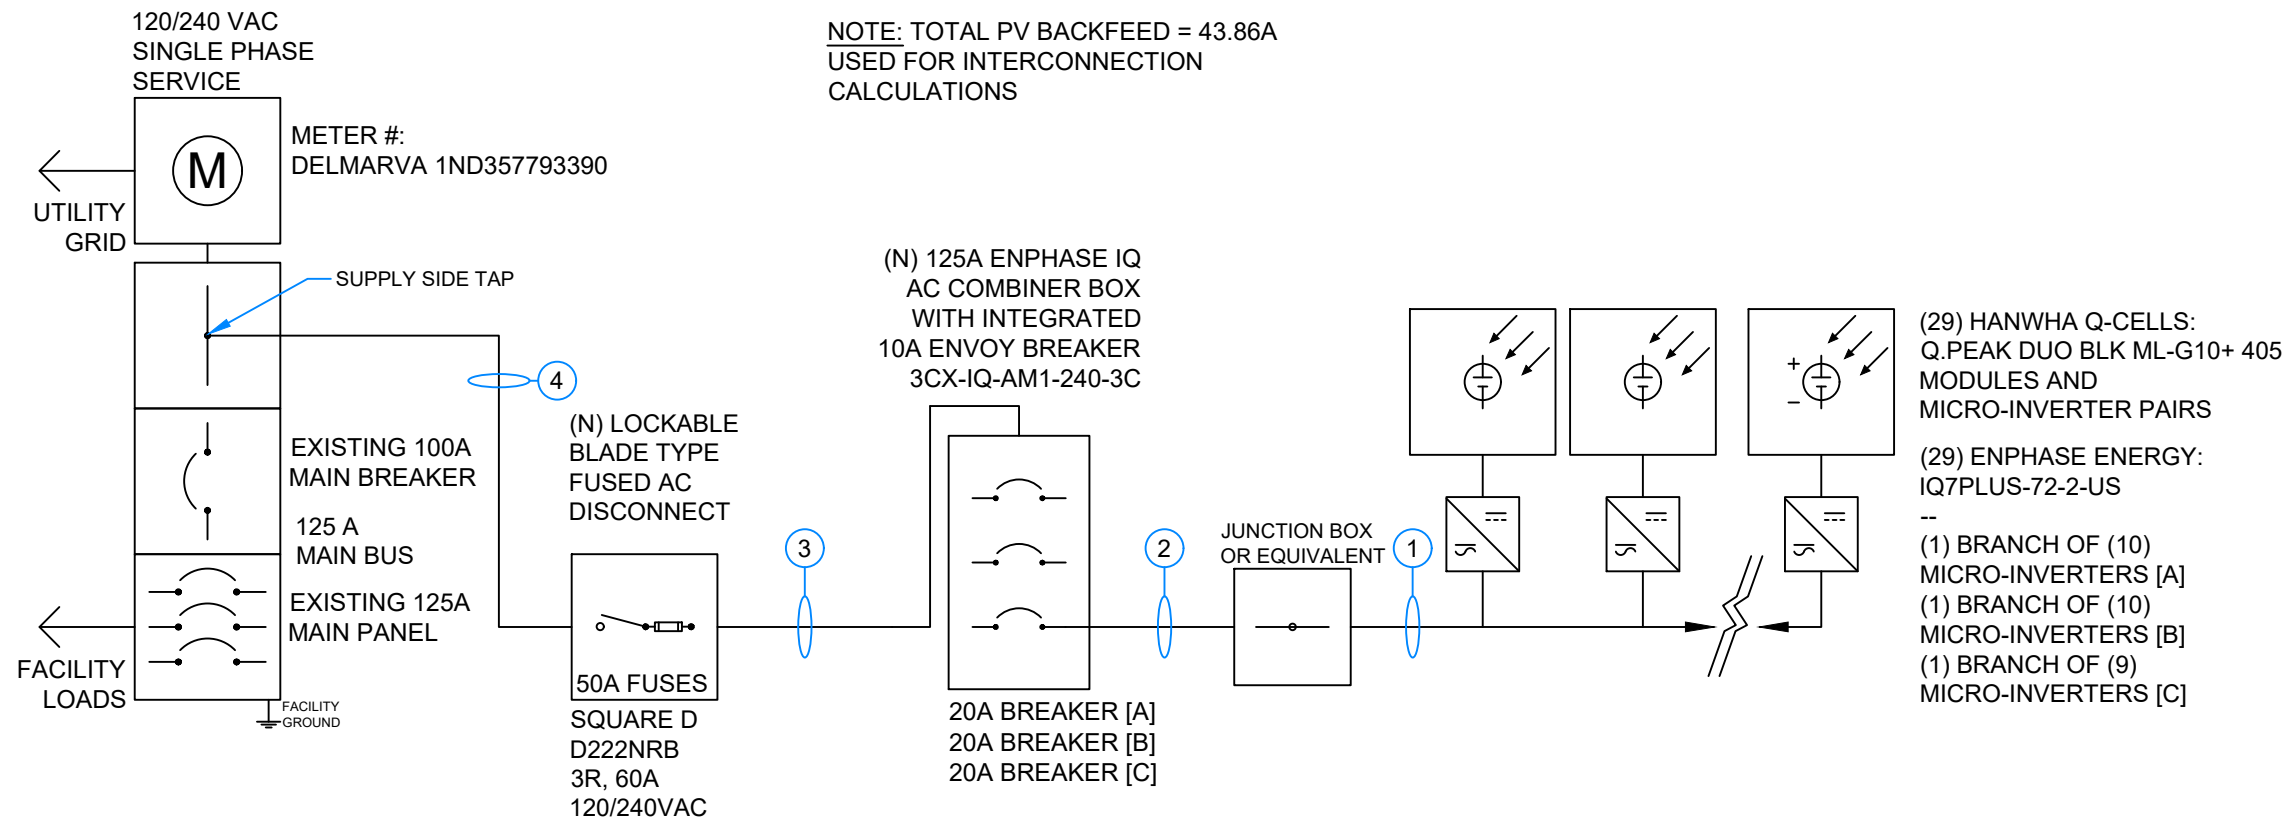 120/240 VAC
SINGLE PHASE
SERVICE
NOTE: TOTAL PV BACKFEED = 43.86A
USED FOR INTERCONNECTION
CALCULATIONS
M
METER #:
DELMARVA 1ND357793390
UTILITY
GRID
SUPPLY SIDE TAP
4
EXISTING 100A
MAIN BREAKER
125 A
MAIN BUS
EXISTING 125A
MAIN PANEL
FACILITY
LOADS
FACILITY
GROUND
(N) LOCKABLE
BLADE TYPE
FUSED AC
DISCONNECT
50A FUSES
SQUARE D
D222NRB
3R, 60A
120/240VAC
3
(N) 125A ENPHASE IQ
AC COMBINER BOX
WITH INTEGRATED
10A ENVOY BREAKER
3CX-IQ-AM1-240-3C
20A BREAKER [A]
20A BREAKER [B]
20A BREAKER [C]
2
JUNCTION BOX
OR EQUIVALENT
1
+
−
(29) HANWHA Q-CELLS:
Q.PEAK DUO BLK ML-G10+ 405
MODULES AND
MICRO-INVERTER PAIRS
(29) ENPHASE ENERGY:
IQ7PLUS-72-2-US
--
(1) BRANCH OF (10)
MICRO-INVERTERS [A]
(1) BRANCH OF (10)
MICRO-INVERTERS [B]
(1) BRANCH OF (9)
MICRO-INVERTERS [C]